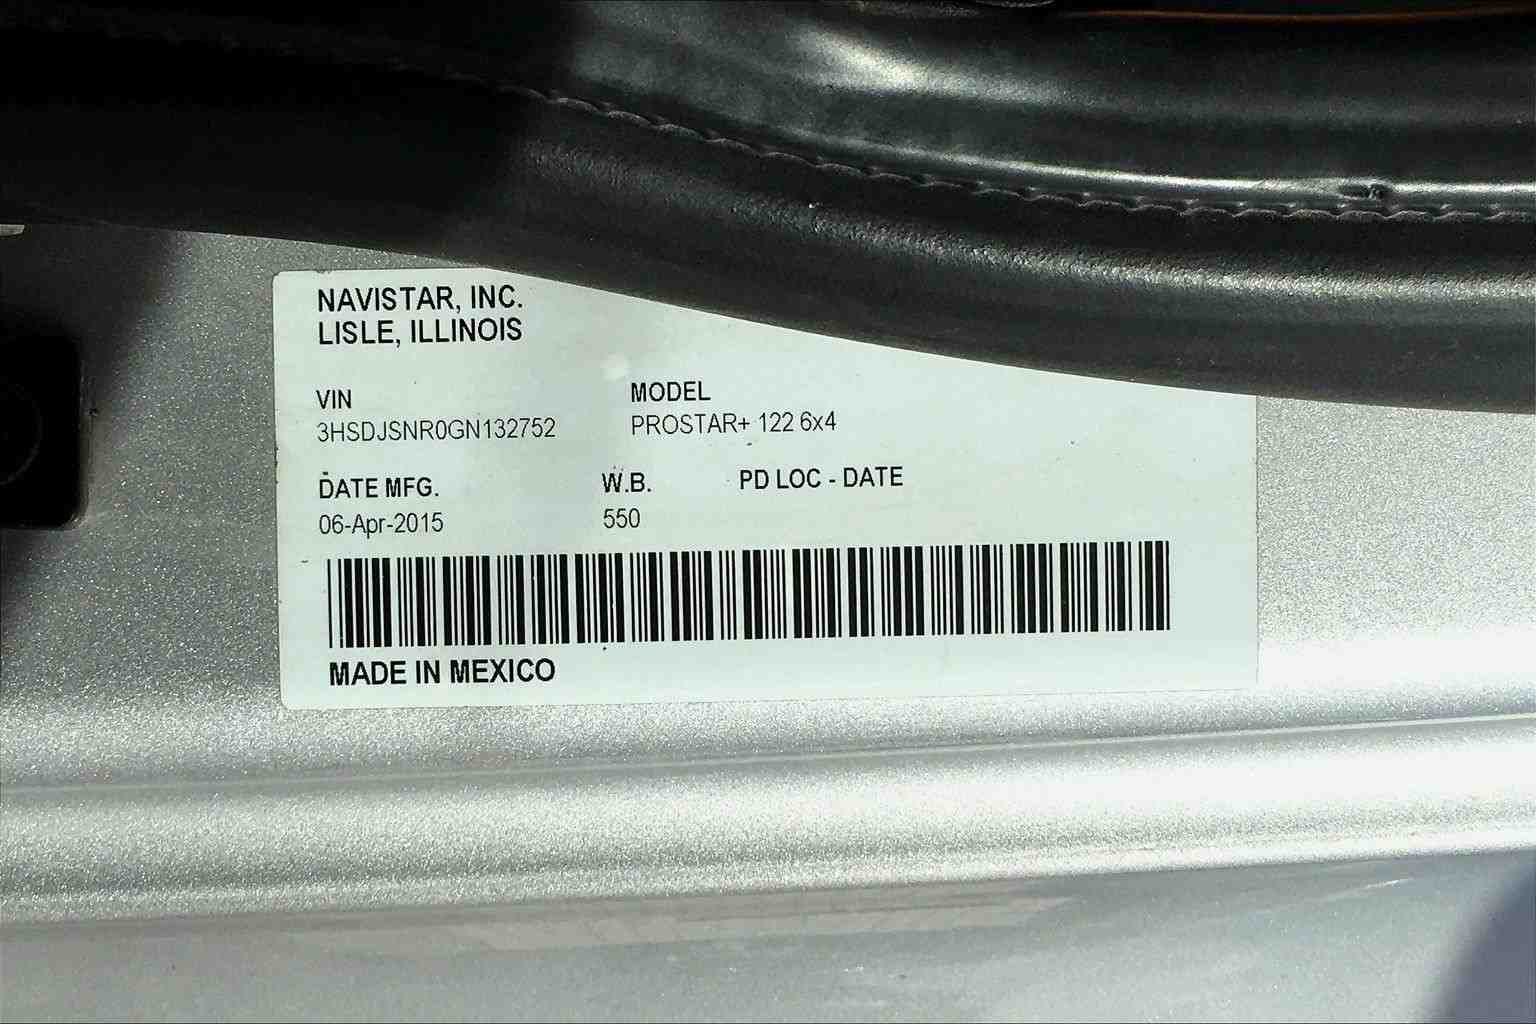 NAVISTAR, INC.
LISLE, ILLINOIS
VIN MODEL
3HSDJSNR0GN132752 PROSTAR+ 122 6x4
DATE MFG. W.B. PD LOC - DATE
06-Apr-2015 550
MADE IN MEXICO